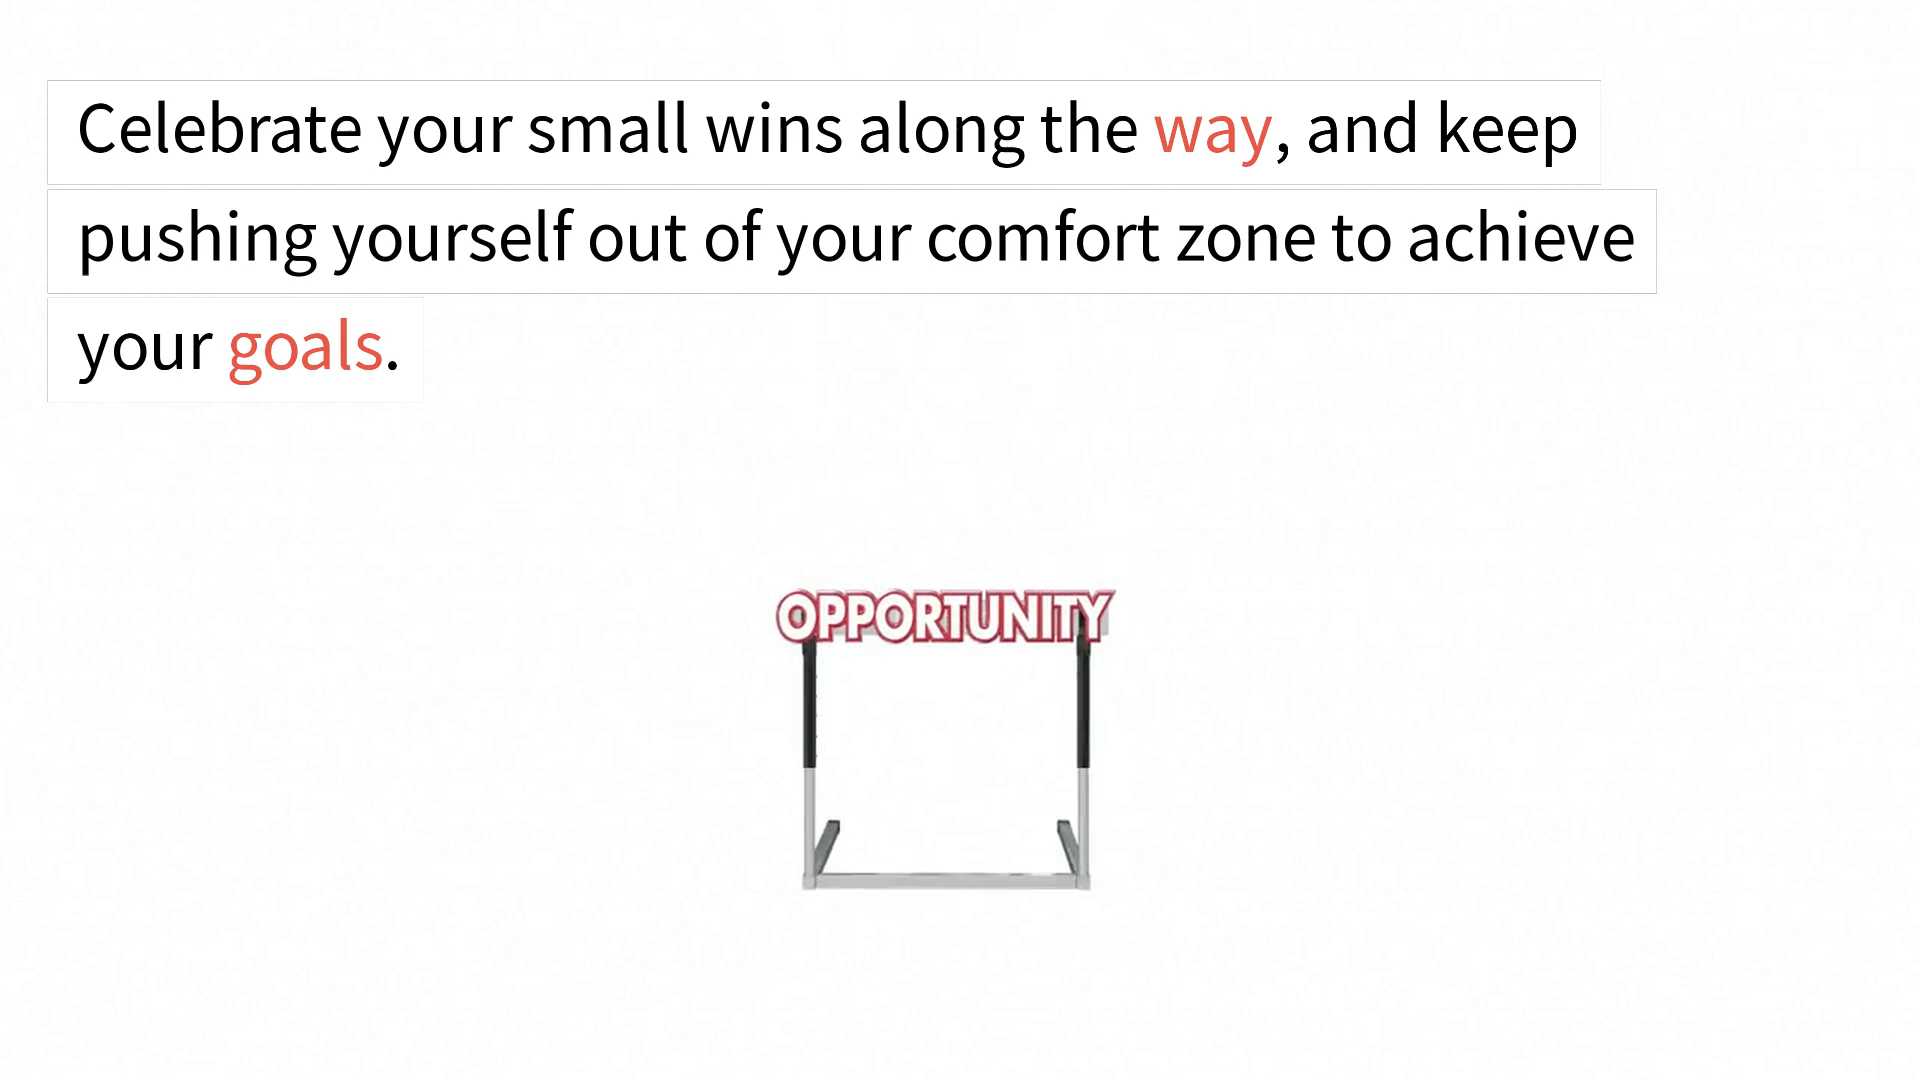 Celebrate your small wins along the way, and keep
pushing yourself out of your comfort zone to achieve
your goals.
OPPORTUNITY